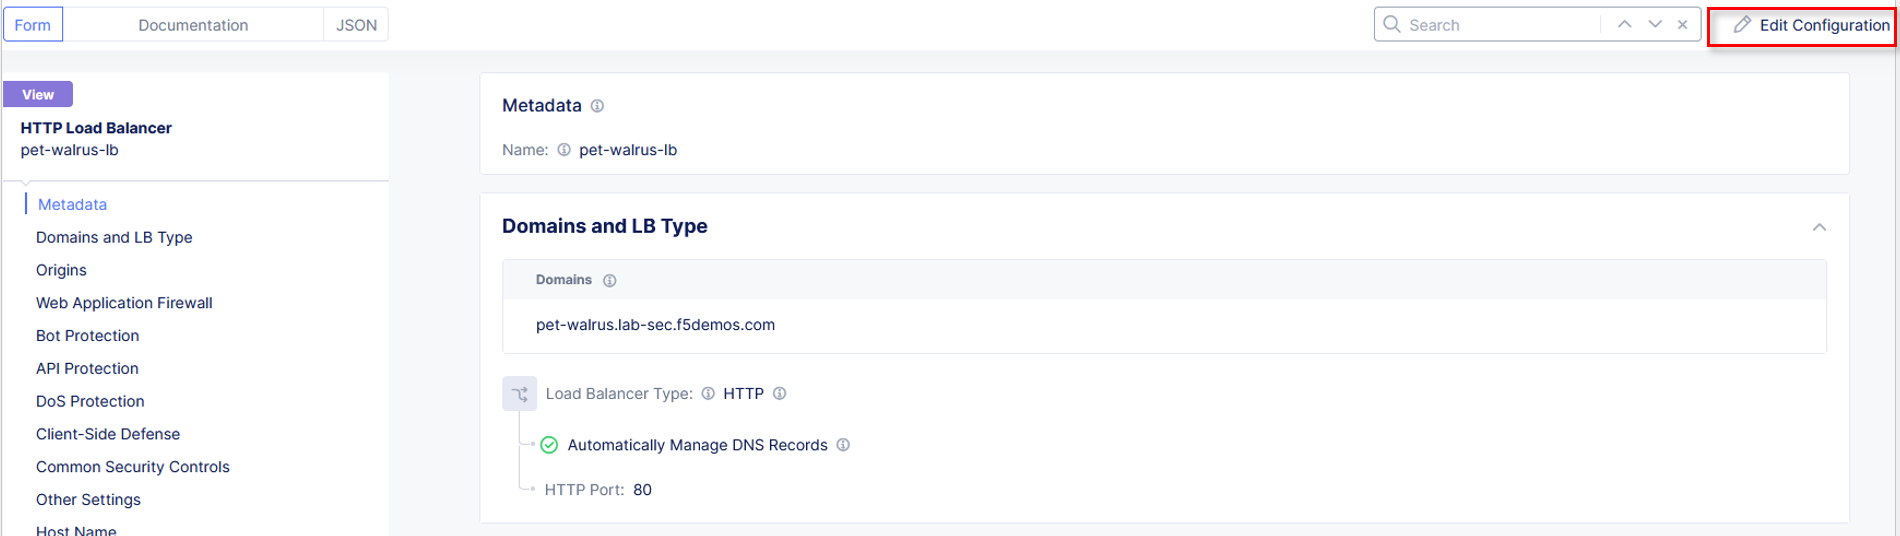 Form
Documentation
JSON
Search
Edit Configuration
View
HTTP Load Balancer
pet-walrus-lb
Metadata
Domains and LB Type
Origins
Web Application Firewall
Bot Protection
API Protection
DoS Protection
Client-Side Defense
Common Security Controls
Other Settings
Host Name
Metadata
Name: pet-walrus-lb
Domains and LB Type
Domains
pet-walrus.lab-sec.f5demos.com
Load Balancer Type: HTTP
Automatically Manage DNS Records
HTTP Port: 80